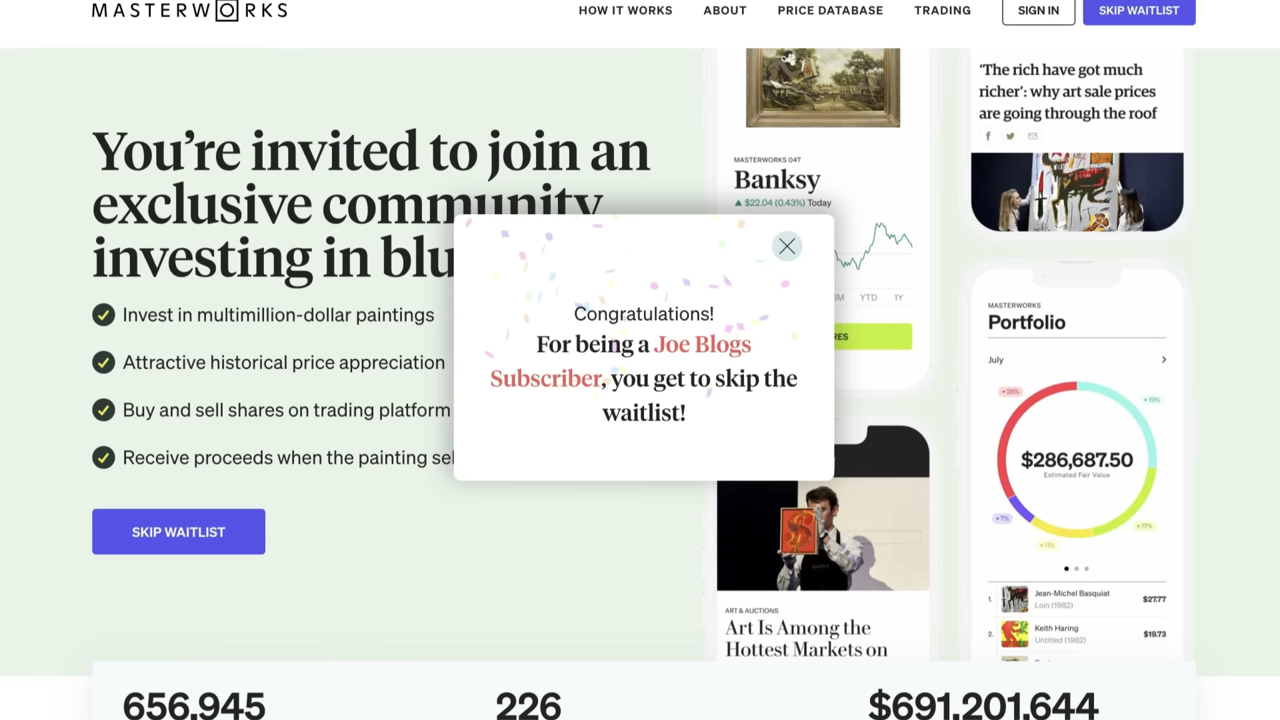 MASTERWORKS
HOW IT WORKS
ABOUT
PRICE DATABASE
TRADING
SIGN IN
SKIP WAITLIST
You’re invited to join an
exclusive community
investing in blu
Invest in multimillion-dollar paintings
Attractive historical price appreciation
Buy and sell shares on trading platform
Receive proceeds when the painting sel
SKIP WAITLIST
Congratulations!
For being a Joe Blogs
Subscriber, you get to skip the
waitlist!
MASTERWORKS 047
Banksy
▲ $22.04 (0.43%) Today
YTD
1Y
ART & AUCTIONS
Art Is Among the
Hottest Markets on
‘The rich have got much
richer’: why art sale prices
are going through the roof
MASTERWORKS
Portfolio
July
$286,687.50
Estimated Fair Value
1.
Jean-Michel Basquiat
Loin (1982)
$27.77
2.
Keith Haring
Untitled (1982)
$19.73
656,945
226
$691,201,644